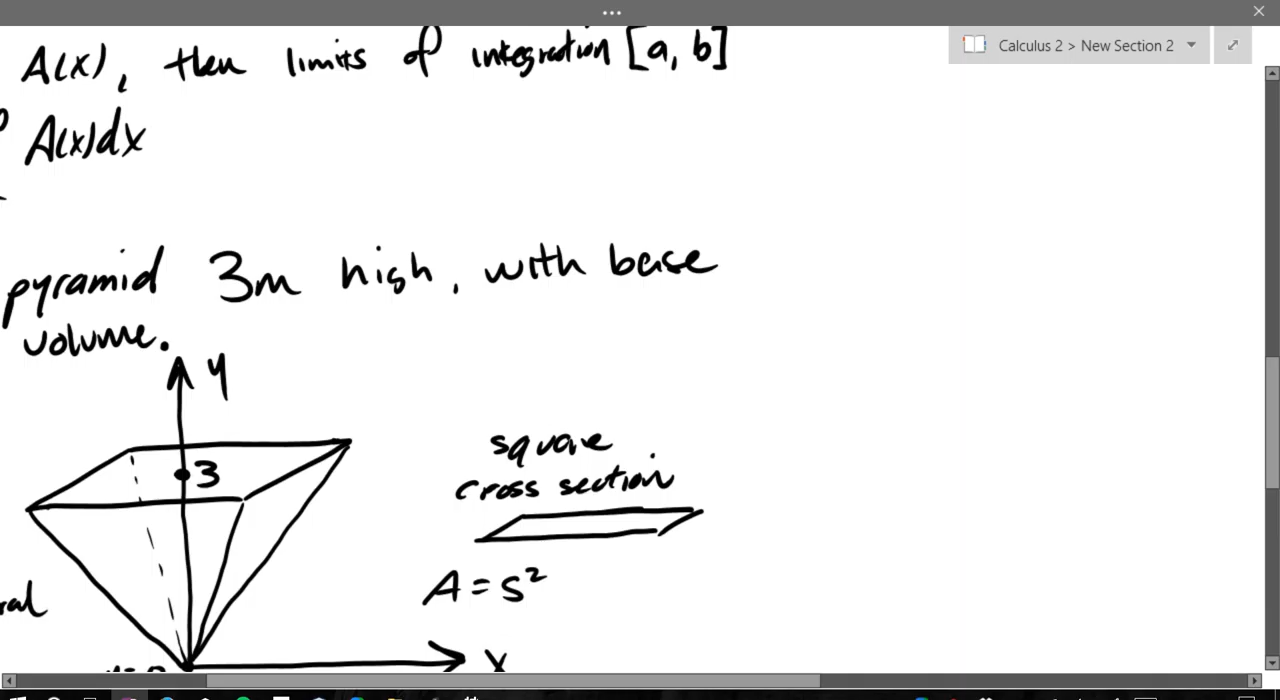 Calculus 2 > New Section 2
A(x), then limits of integration [a, b]
A(x)dx
pyramid 3m high, with base
volume.
y
3
square
cross section
A = s²
x